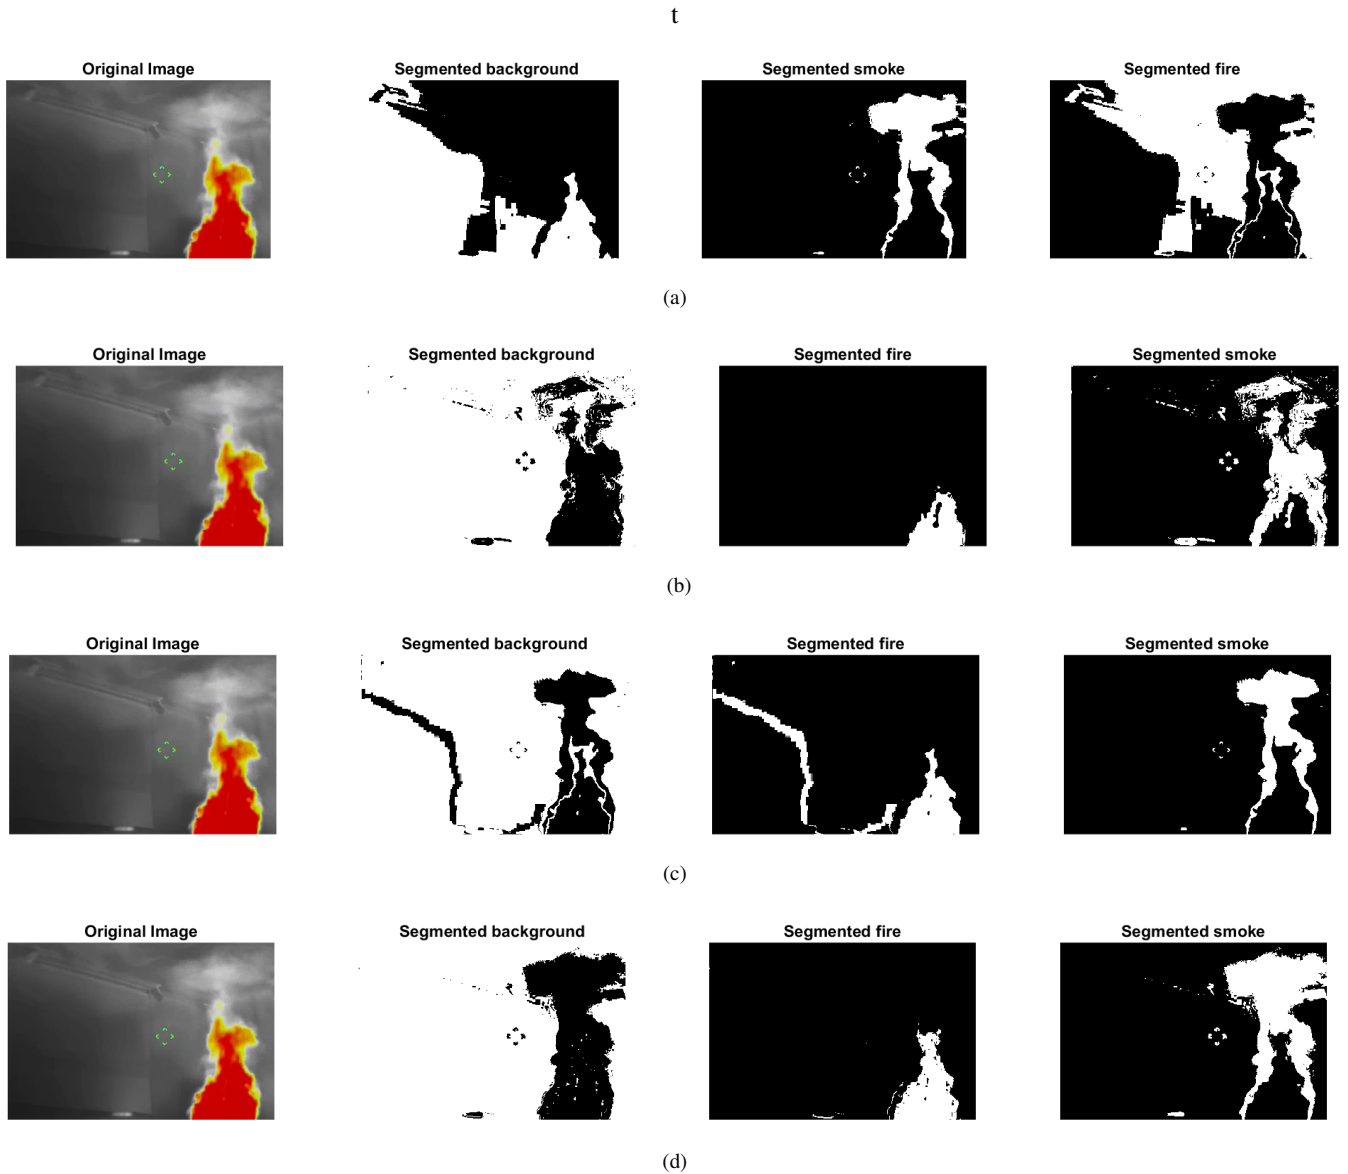 t
Original Image Segmented background Segmented smoke Segmented fire
(a)
Original Image Segmented background Segmented fire Segmented smoke
(b)
Original Image Segmented background Segmented fire Segmented smoke
(c)
Original Image Segmented background Segmented fire Segmented smoke
(d)